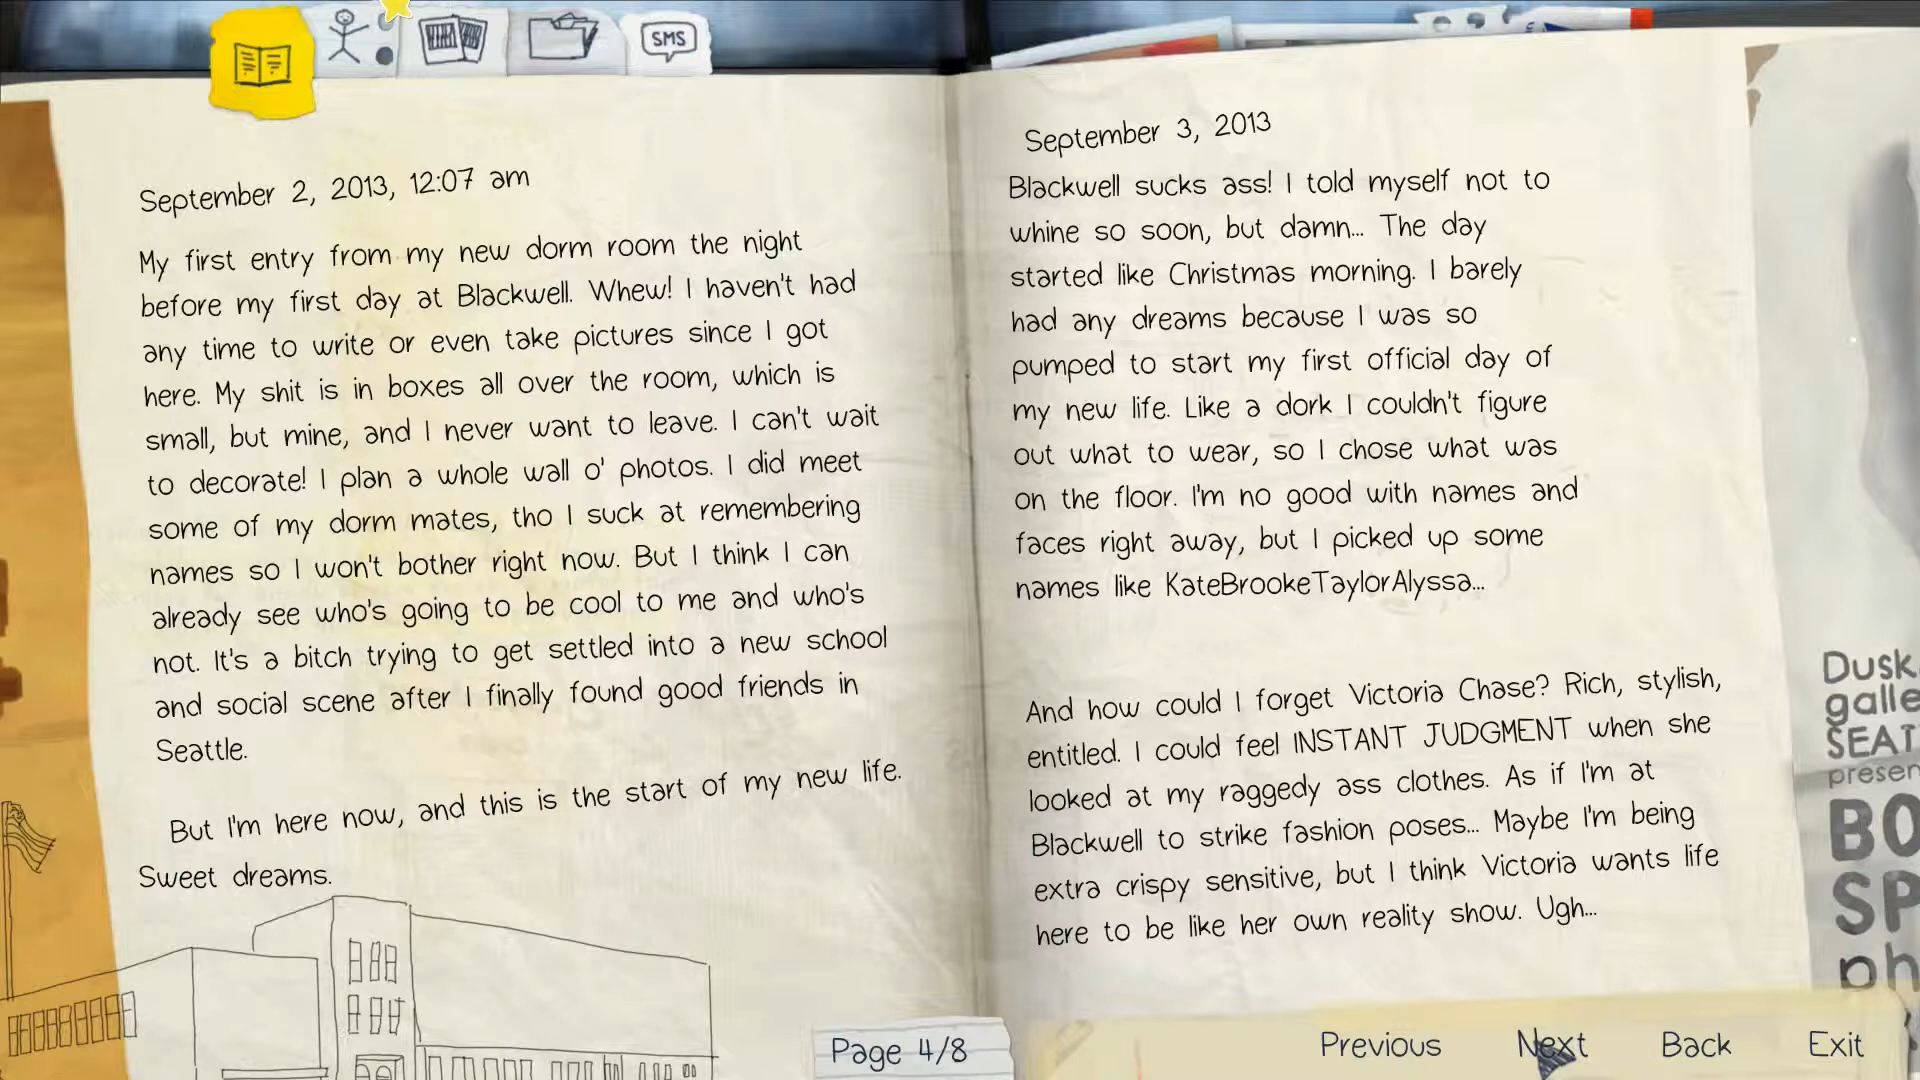 SMS
September 2, 2013, 12:07 am
My first entry from my new dorm room the night
before my first day at Blackwell. Whew! I haven't had
any time to write or even take pictures since I got
here. My shit is in boxes all over the room, which is
small, but mine, and I never want to leave. I can't wait
to decorate! I plan a whole wall o' photos. I did meet
some of my dorm mates, tho I suck at remembering
names so I won't bother right now. But I think I can
already see who's going to be cool to me and who's
not. It's a bitch trying to get settled into a new school
and social scene after I finally found good friends in
Seattle.
But I'm here now, and this is the start of my new life.
Sweet dreams.
September 3, 2013
Blackwell sucks ass! I told myself not to
whine so soon, but damn... The day
started like Christmas morning. I barely
had any dreams because I was so
pumped to start my first official day of
my new life. Like a dork I couldn't figure
out what to wear, so I chose what was
on the floor. I'm no good with names and
faces right away, but I picked up some
names like KateBrookeTaylorAlyssa...
And how could I forget Victoria Chase? Rich, stylish,
entitled. I could feel INSTANT JUDGMENT when she
looked at my raggedy ass clothes. As if I'm at
Blackwell to strike fashion poses... Maybe I'm being
extra crispy sensitive, but I think Victoria wants life
here to be like her own reality show. Ugh...
Dusk
galle
SEAT
presen
BO
SP
ph
Page 4/8
Previous Next Back Exit